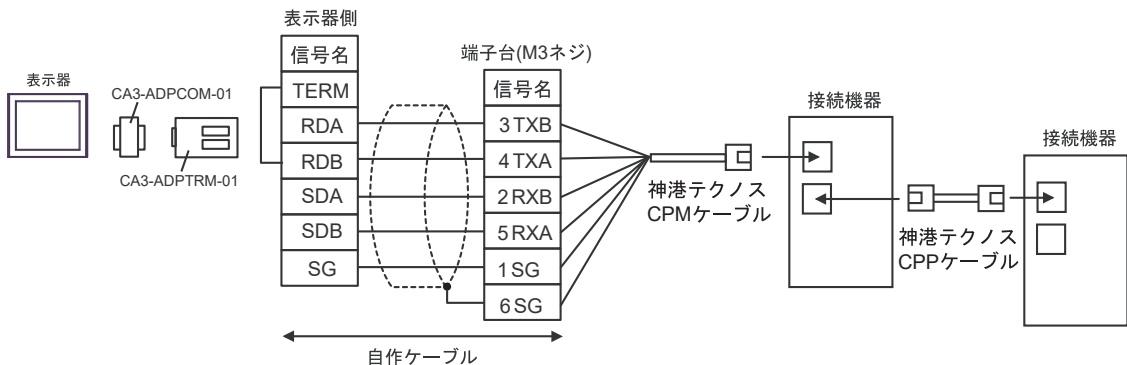 表示器
CA3-ADPCOM-01
CA3-ADPTRM-01
表示器側
信号名
TERM
RDA
RDB
SDA
SDB
SG
端子台(M3ネジ)
信号名
3 TXB
4 TXA
2 RXB
5 RXA
1 SG
6 SG
自作ケーブル
神港テクノス
CPMケーブル
接続機器
神港テクノス
CPPケーブル
接続機器